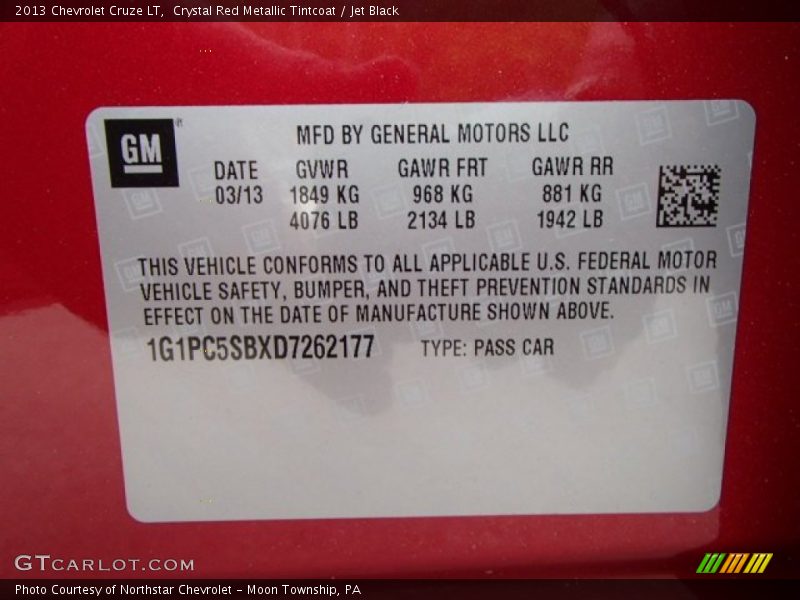 2013 Chevrolet Cruze LT,  Crystal Red Metallic Tintcoat / Jet Black
GM
MFD BY GENERAL MOTORS LLC
DATE GVWR GAWR FRT GAWR RR
03/13 1849 KG 968 KG 881 KG
4076 LB 2134 LB 1942 LB
THIS VEHICLE CONFORMS TO ALL APPLICABLE U.S. FEDERAL MOTOR
VEHICLE SAFETY, BUMPER, AND THEFT PREVENTION STANDARDS IN
EFFECT ON THE DATE OF MANUFACTURE SHOWN ABOVE.
1G1PC5SBXD7262177 TYPE: PASS CAR
GTCARLOT.COM
Photo Courtesy of Northstar Chevrolet - Moon Township, PA